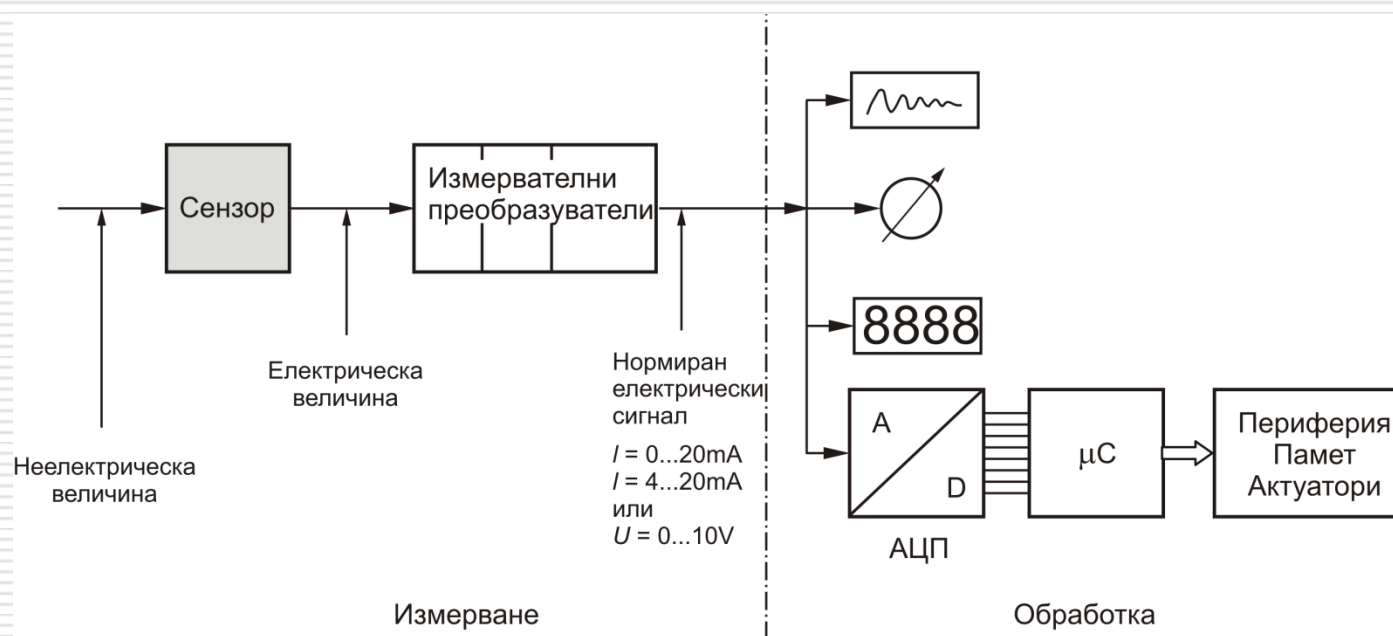 Сензор
Измервателни
преобразуватели
Електрическа
величина
Неелектрическа
величина
Нормиран
електрически
сигнал
I = 0...20mA
I = 4...20mA
или
U = 0...10V
Измерване
8888
A
D
АЦП
µC
Периферия
Памет
Актуатори
Обработка